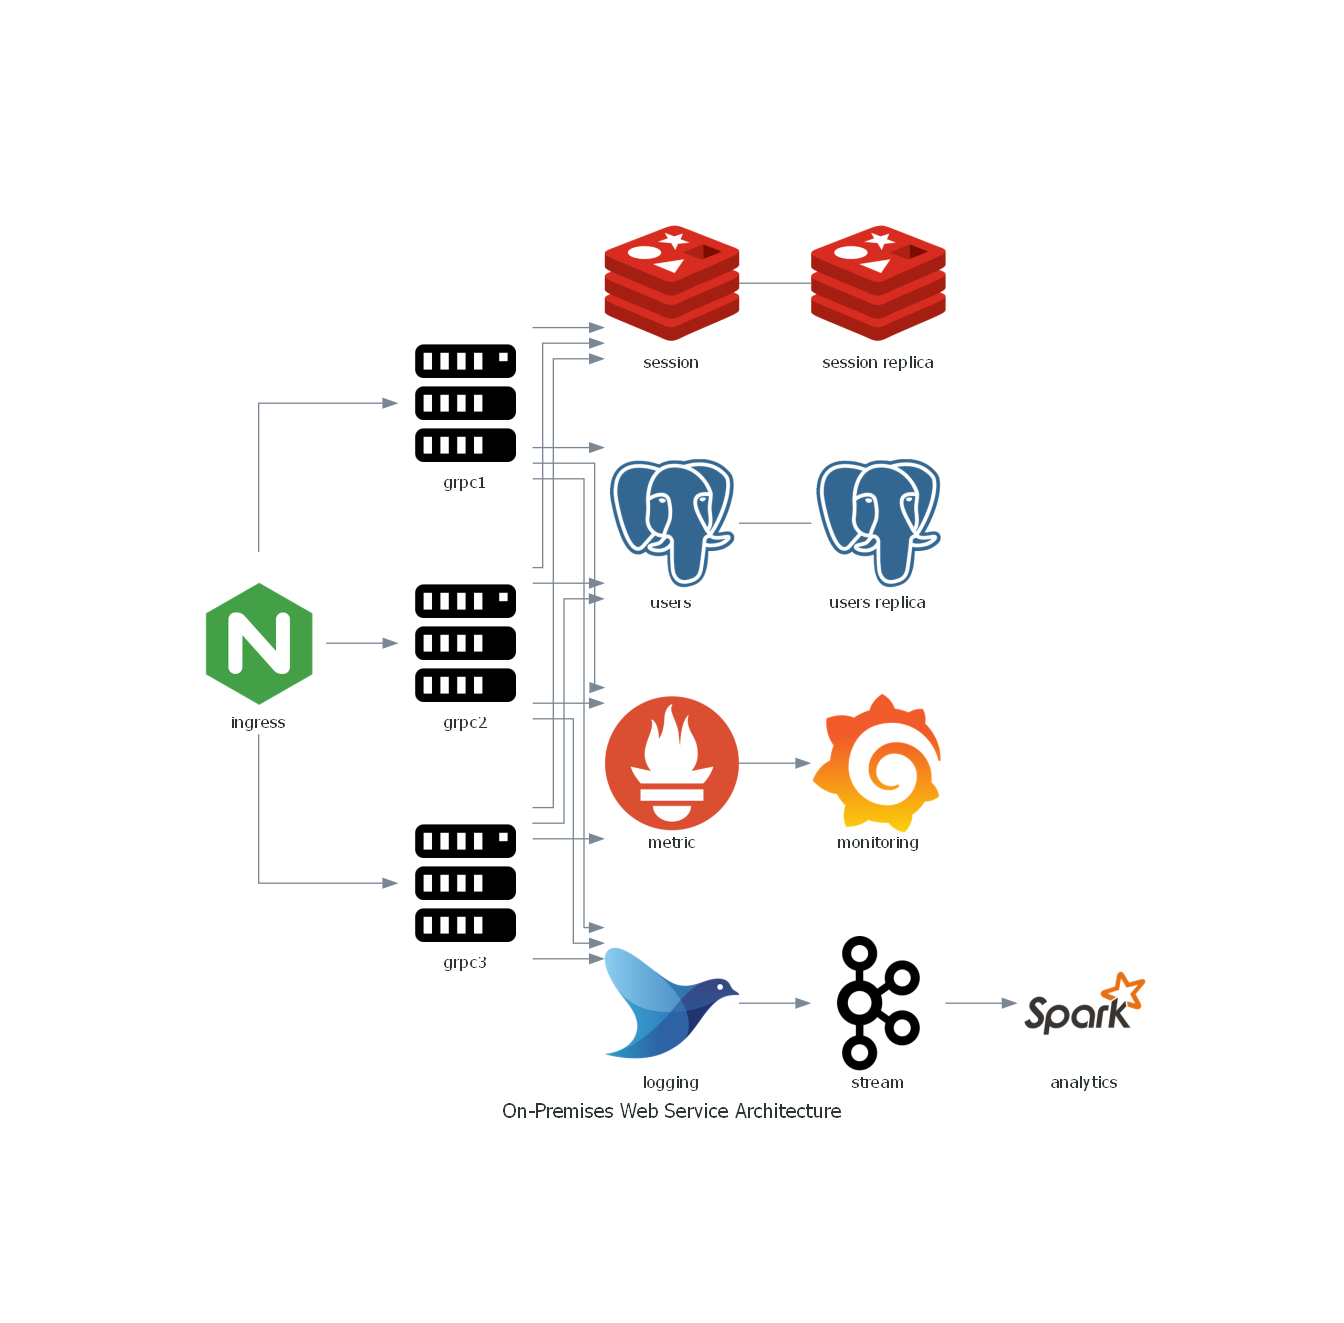 session
session replica
grpc1
users
users replica
ingress
grpc2
metric
monitoring
grpc3
Spark
logging
stream
analytics
On-Premises Web Service Architecture